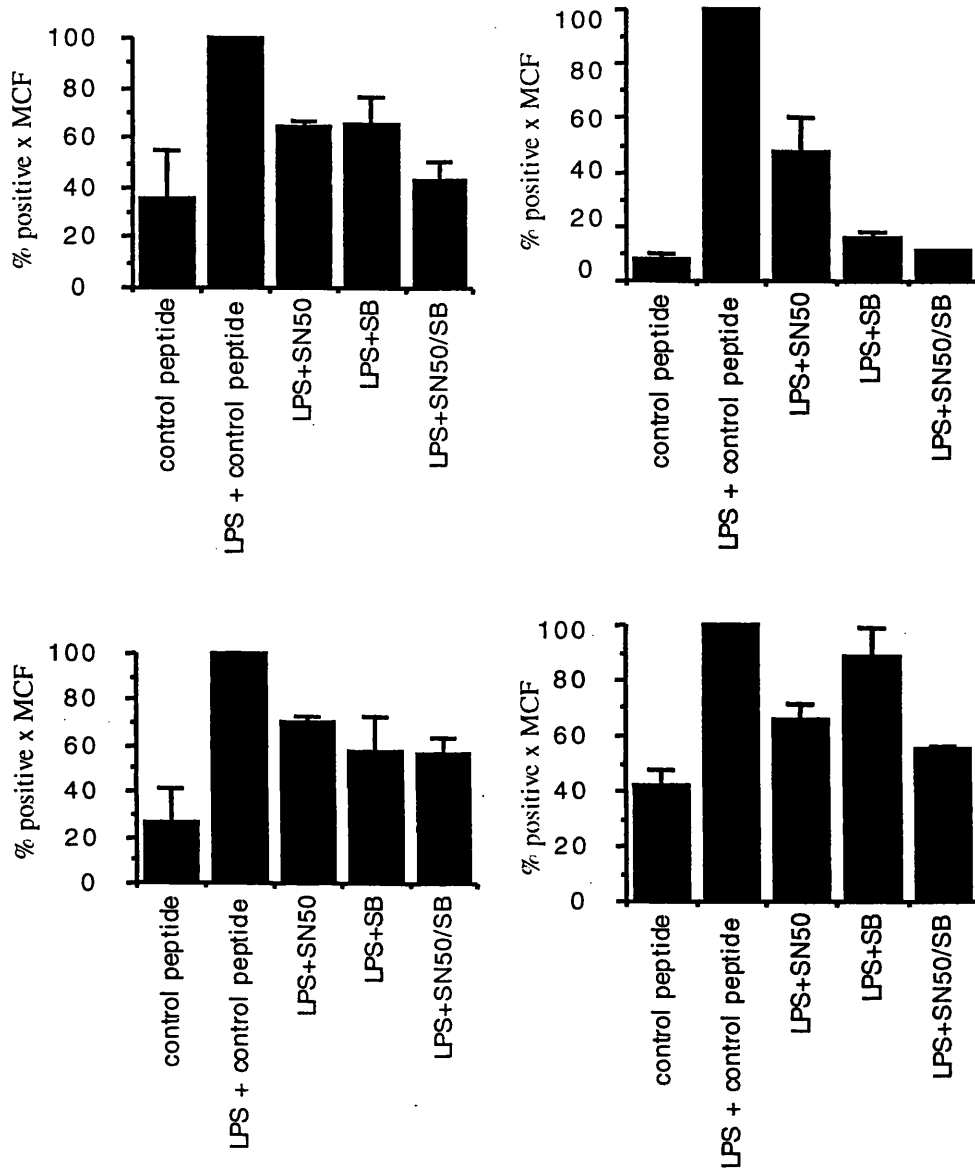 % positive x MCF
100
80
60
40
20
0
control peptide
LPS + control peptide
LPS+SN50
LPS+SB
LPS+SN50/SB
% positive x MCF
100
80
60
40
20
0
control peptide
LPS + control peptide
LPS+SN50
LPS+SB
LPS+SN50/SB
% positive x MCF
100
80
60
40
20
0
control peptide
LPS + control peptide
LPS+SN50
LPS+SB
LPS+SN50/SB
% positive x MCF
100
80
60
40
20
0
control peptide
LPS + control peptide
LPS+SN50
LPS+SB
LPS+SN50/SB